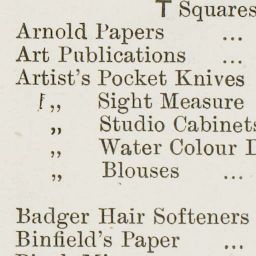 T Squares
Arnold Papers ...
Art Publications ...
Artist's Pocket Knives
,, Sight Measure
,, Studio Cabinets
,, Water Colour
,, Blouses ...
Badger Hair Softeners
Binfield's Paper ...